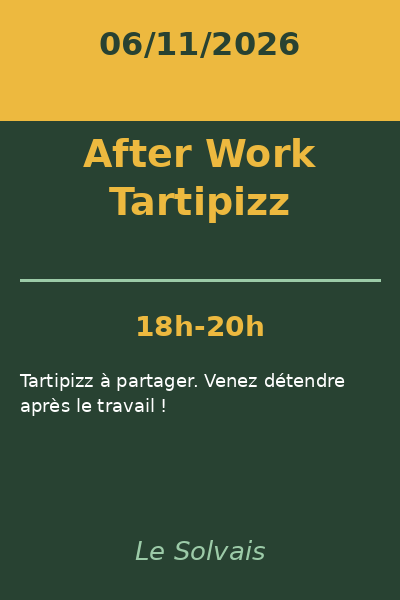 06/11/2026
After Work
Tartipizz
18h-20h
Tartipizz à partager. Venez détendre
après le travail !
Le Solvais